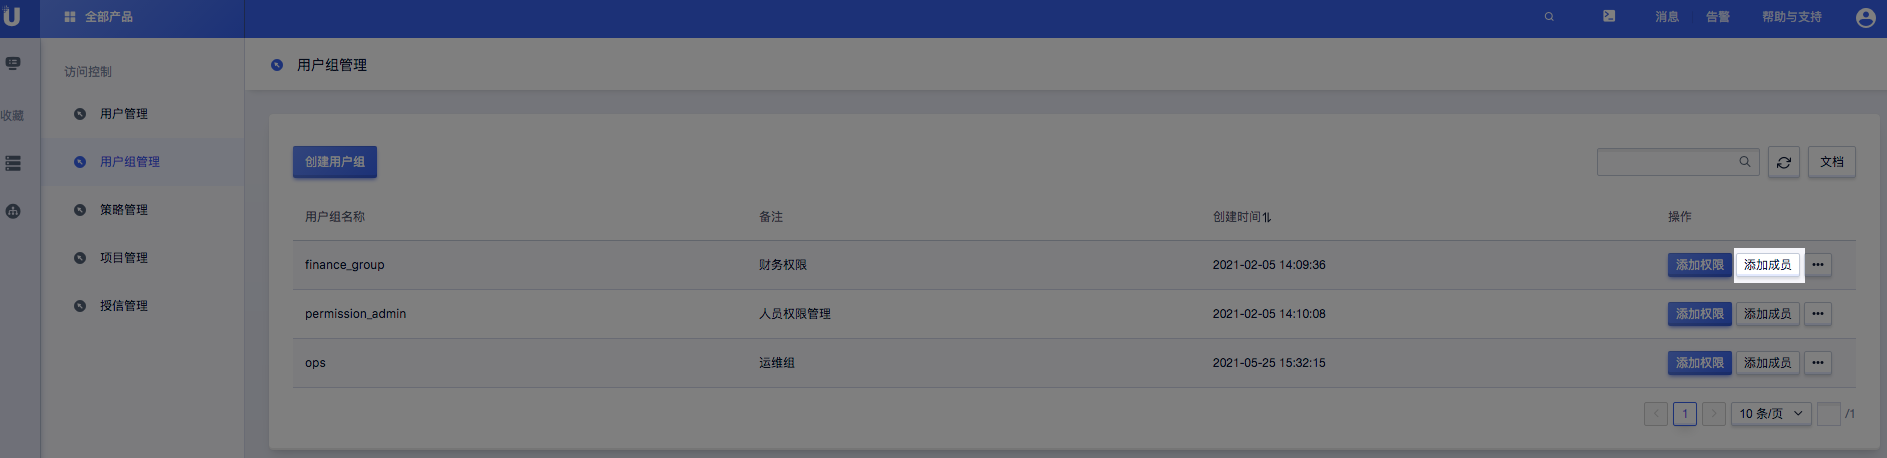 U 全部产品 消息 告警 帮助与支持
收藏
访问控制
用户管理
用户组管理
策略管理
项目管理
授信管理
用户组管理
创建用户组 文档
用户组名称 备注 创建时间 操作
finance_group 财务权限 2021-02-05 14:09:36 添加权限 添加成员 •••
permission_admin 人员权限管理 2021-02-05 14:10:08 添加权限 添加成员 •••
ops 运维组 2021-05-25 15:32:15 添加权限 添加成员 •••
1 10 条/页 /1